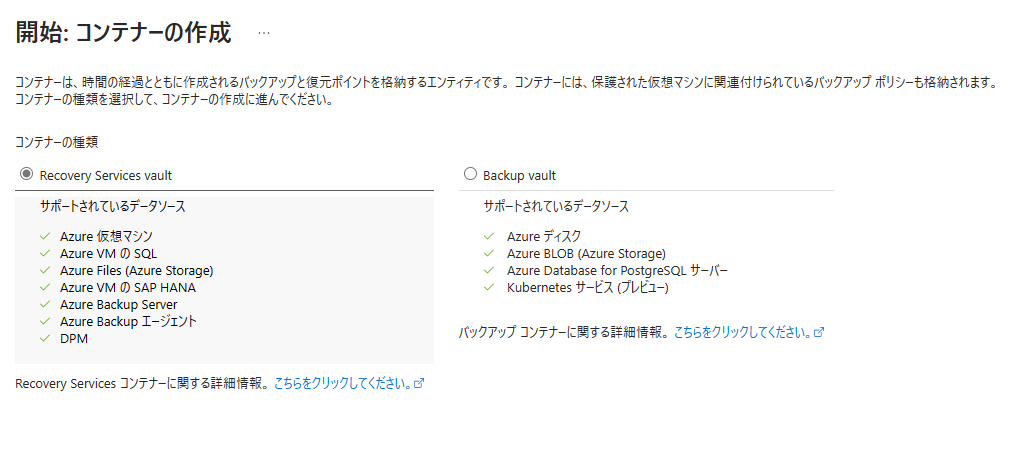 開始: コンテナーの作成 …
コンテナーは、時間の経過とともに作成されるバックアップと復元ポイントを格納するエンティティです。コンテナーには、保護された仮想マシンに関連付けられているバックアップ ポリシーも格納されます。
コンテナーの種類を選択して、コンテナーの作成に進んでください。
コンテナーの種類
Recovery Services vault
サポートされているデータソース
Azure 仮想マシン
Azure VM の SQL
Azure Files (Azure Storage)
Azure VM の SAP HANA
Azure Backup Server
Azure Backup エージェント
DPM
Recovery Services コンテナーに関する詳細情報。こちらをクリックしてください。
Backup vault
サポートされているデータソース
Azure ディスク
Azure BLOB (Azure Storage)
Azure Database for PostgreSQL サーバー
Kubernetes サービス (プレビュー)
バックアップ コンテナーに関する詳細情報。こちらをクリックしてください。